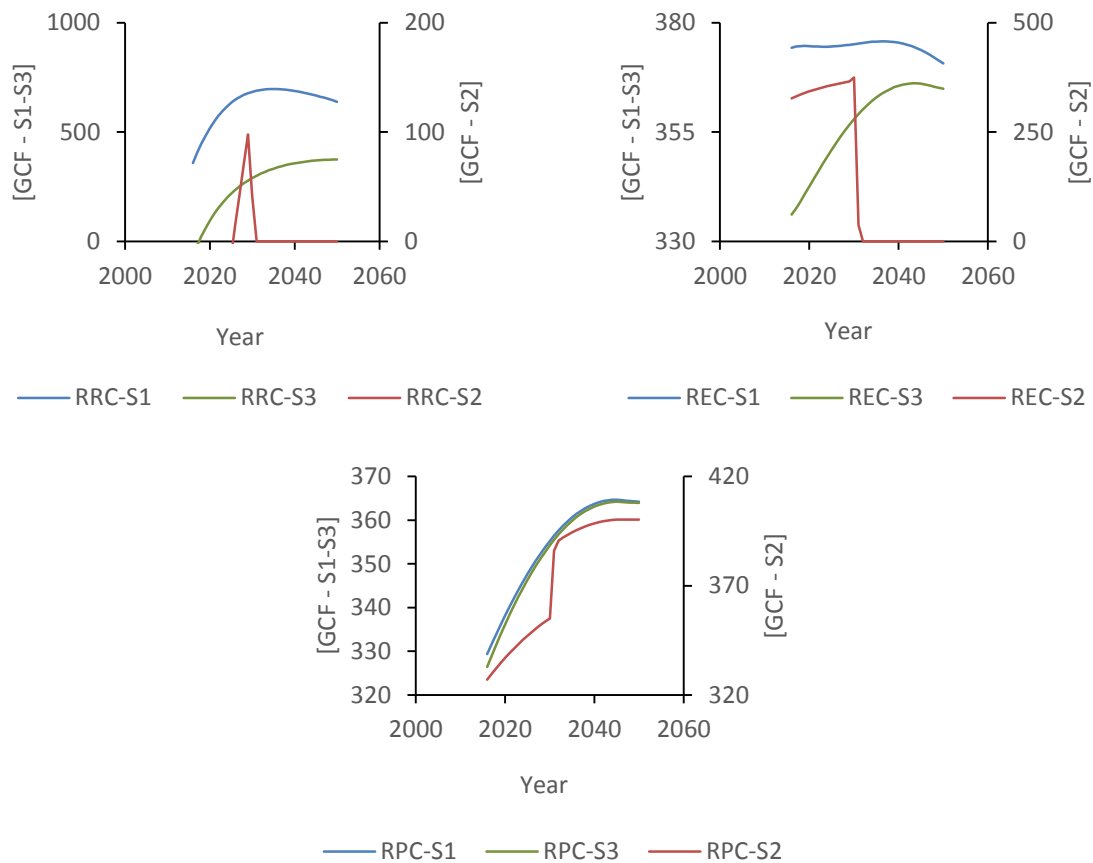 1000
500
0
[GCF - S1-S3]
200
100
0
[GCF - S2]
2000 2020 2040 2060
Year
RRC-S1 RRC-S3 RRC-S2
380
355
330
[GCF - S1-S3]
500
250
0
[GCF - S2]
2000 2020 2040 2060
Year
REC-S1 REC-S3 REC-S2
370
360
350
340
330
320
[GCF - S1-S3]
420
370
320
[GCF - S2]
2000 2020 2040 2060
Year
RPC-S1 RPC-S3 RPC-S2